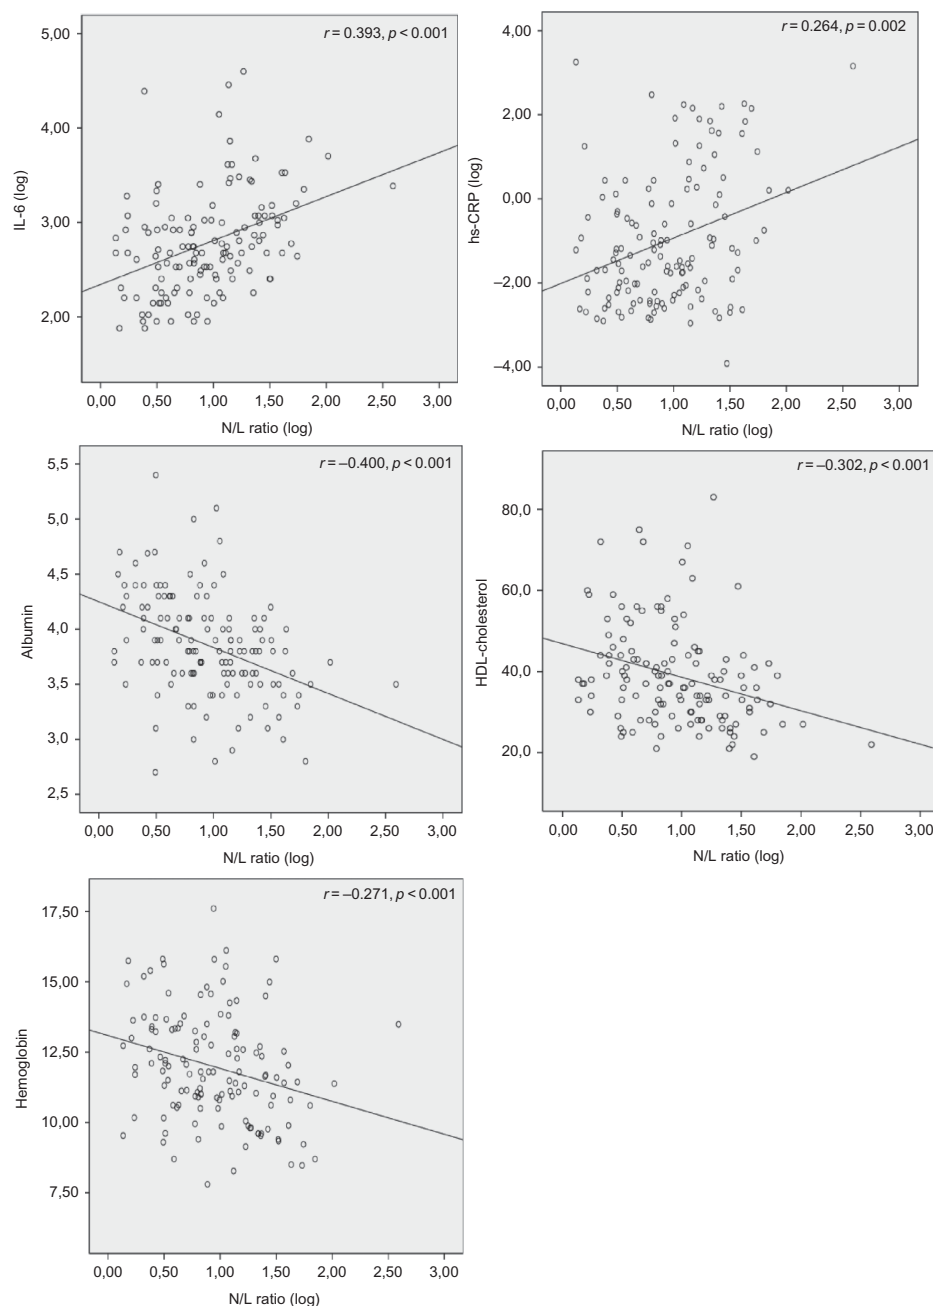 r = 0.393, p < 0.001
5,00
4,00
3,00
2,00
IL-6 (log)
0,00 0,50 1,00 1,50 2,00 2,50 3,00
N/L ratio (log)
r = 0.264, p = 0.002
4,00
2,00
0,00
–2,00
–4,00
hs-CRP (log)
0,00 0,50 1,00 1,50 2,00 2,50 3,00
N/L ratio (log)
r = –0.400, p < 0.001
5,5
5,0
4,5
4,0
3,5
3,0
2,5
Albumin
0,00 0,50 1,00 1,50 2,00 2,50 3,00
N/L ratio (log)
r = –0.302, p < 0.001
80,0
60,0
40,0
20,0
HDL-cholesterol
0,00 0,50 1,00 1,50 2,00 2,50 3,00
N/L ratio (log)
r = –0.271, p < 0.001
17,50
15,00
12,50
10,00
7,50
Hemoglobin
0,00 0,50 1,00 1,50 2,00 2,50 3,00
N/L ratio (log)